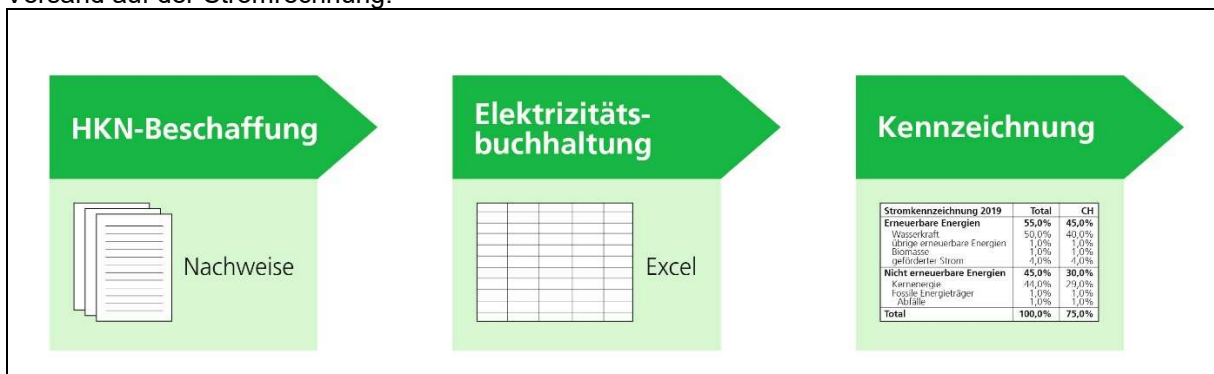 Versand auf der Stromrechnung.
HKN-Beschaffung
Nachweise
Elektrizitäts-
buchhaltung
Excel
Kennzeichnung
Stromkennzeichnung 2019 Total CH
Erneuerbare Energien 55,0% 45,0%
Wasserkraft 50,0% 40,0%
übrige erneuerbare Energien 1,0% 1,0%
Biomasse 1,0% 1,0%
geförderter Strom 4,0% 4,0%
Nicht erneuerbare Energien 45,0% 30,0%
Kernenergie 44,0% 29,0%
Fossile Energieträger 1,0% 1,0%
Abfälle 1,0% 1,0%
Total 100,0% 75,0%